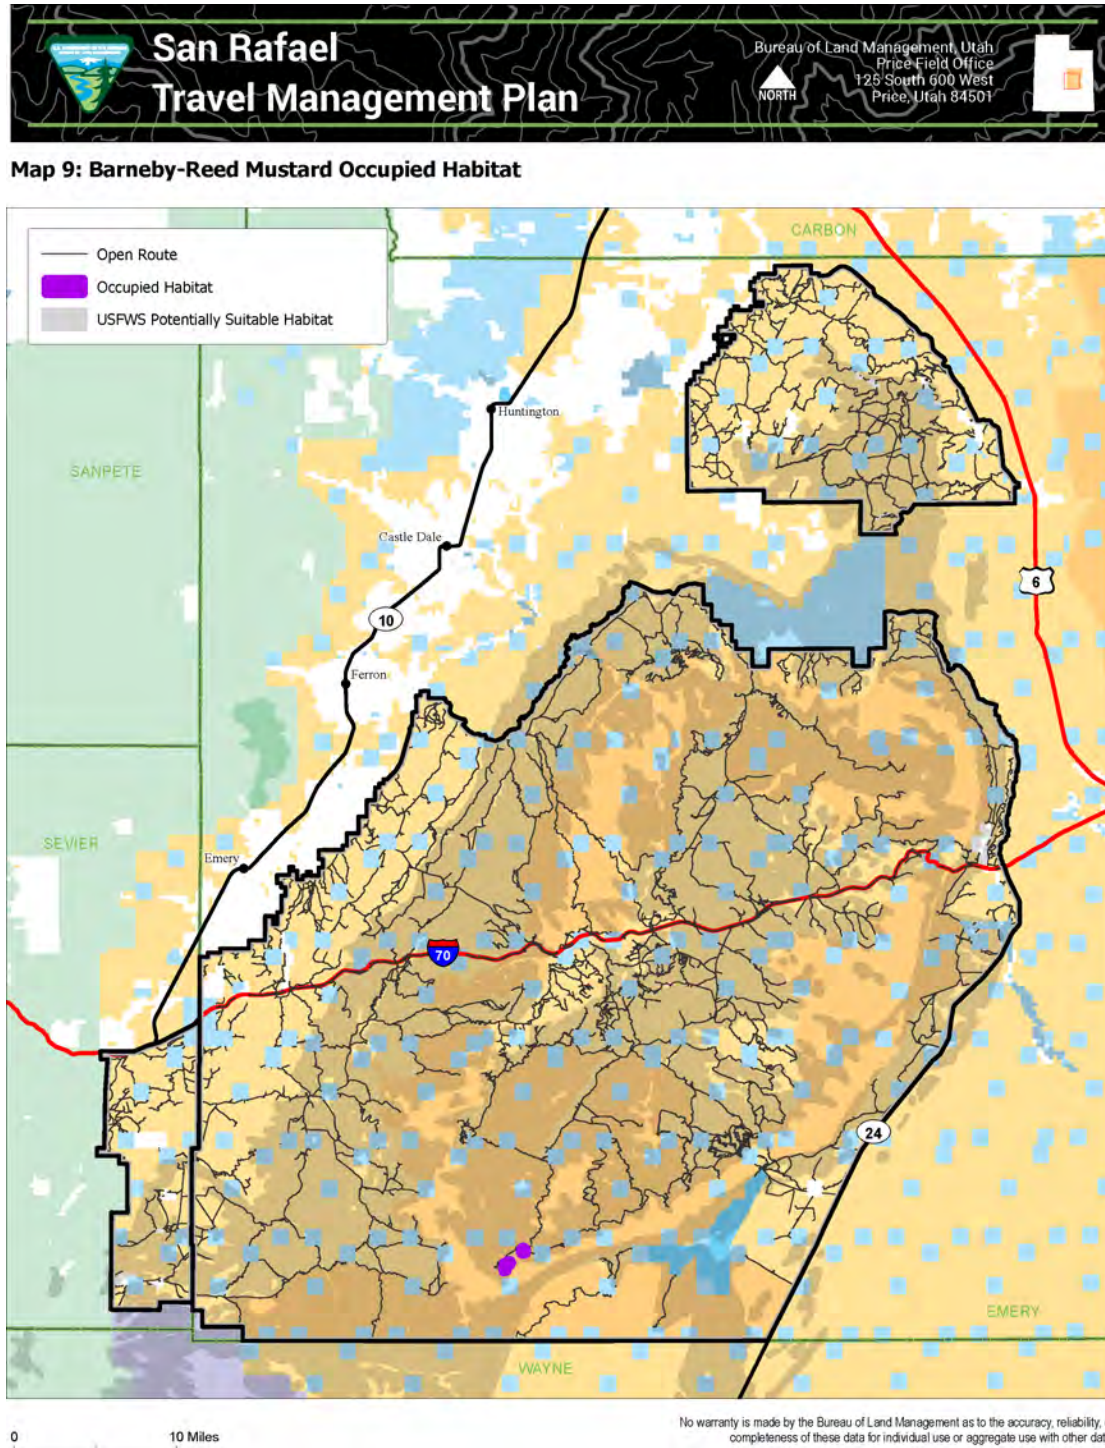 San Rafael
Travel Management Plan
NORTH
Bureau of Land Management, Utah
Price Field Office
125 South 600 West
Price, Utah 84501
Map 9: Barneby-Reed Mustard Occupied Habitat
Open Route
Occupied Habitat
USFWS Potentially Suitable Habitat
CARBON
Huntington
SANPETE
Castle Dale
6
10
Ferron
SEVIER
Emery
70
24
EMERY
WAYNE
0 10 Miles
No warranty is made by the Bureau of Land Management as to the accuracy, reliability,
completeness of these data for individual use or aggregate use with other dat